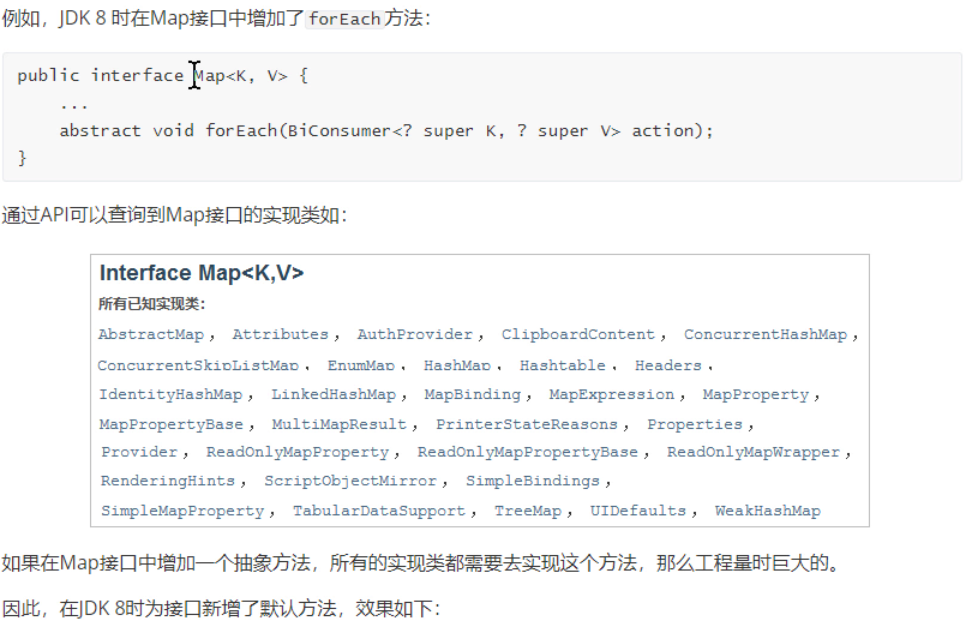 例如，JDK 8 时在Map接口中增加了 forEach 方法：
public interface Map<K, V> {
...
abstract void forEach(BiConsumer<? super K, ? super V> action);
}
通过API可以查询到Map接口的实现类如：
Interface Map<K,V>
所有已知实现类：
AbstractMap， Attributes， AuthProvider， ClipboardContent， ConcurrentHashMap，
ConcurrentSkipListMap， EnumMap， HashMap， Hashtable， Headers，
IdentityHashMap， LinkedHashMap， MapBinding， MapExpression， MapProperty，
MapPropertyBase， MultiMapResult， PrinterStateReasons， Properties，
Provider， ReadOnlyMapProperty， ReadOnlyMapPropertyBase， ReadOnlyMapWrapper，
RenderingHints， ScriptObjectMirror， SimpleBindings，
SimpleMapProperty， TabularDataSupport， TreeMap， UIDefaults， WeakHashMap
如果在Map接口中增加一个抽象方法，所有的实现类都需要去实现这个方法，那么工程量时巨大的。
因此，在JDK 8时为接口新增了默认方法，效果如下：